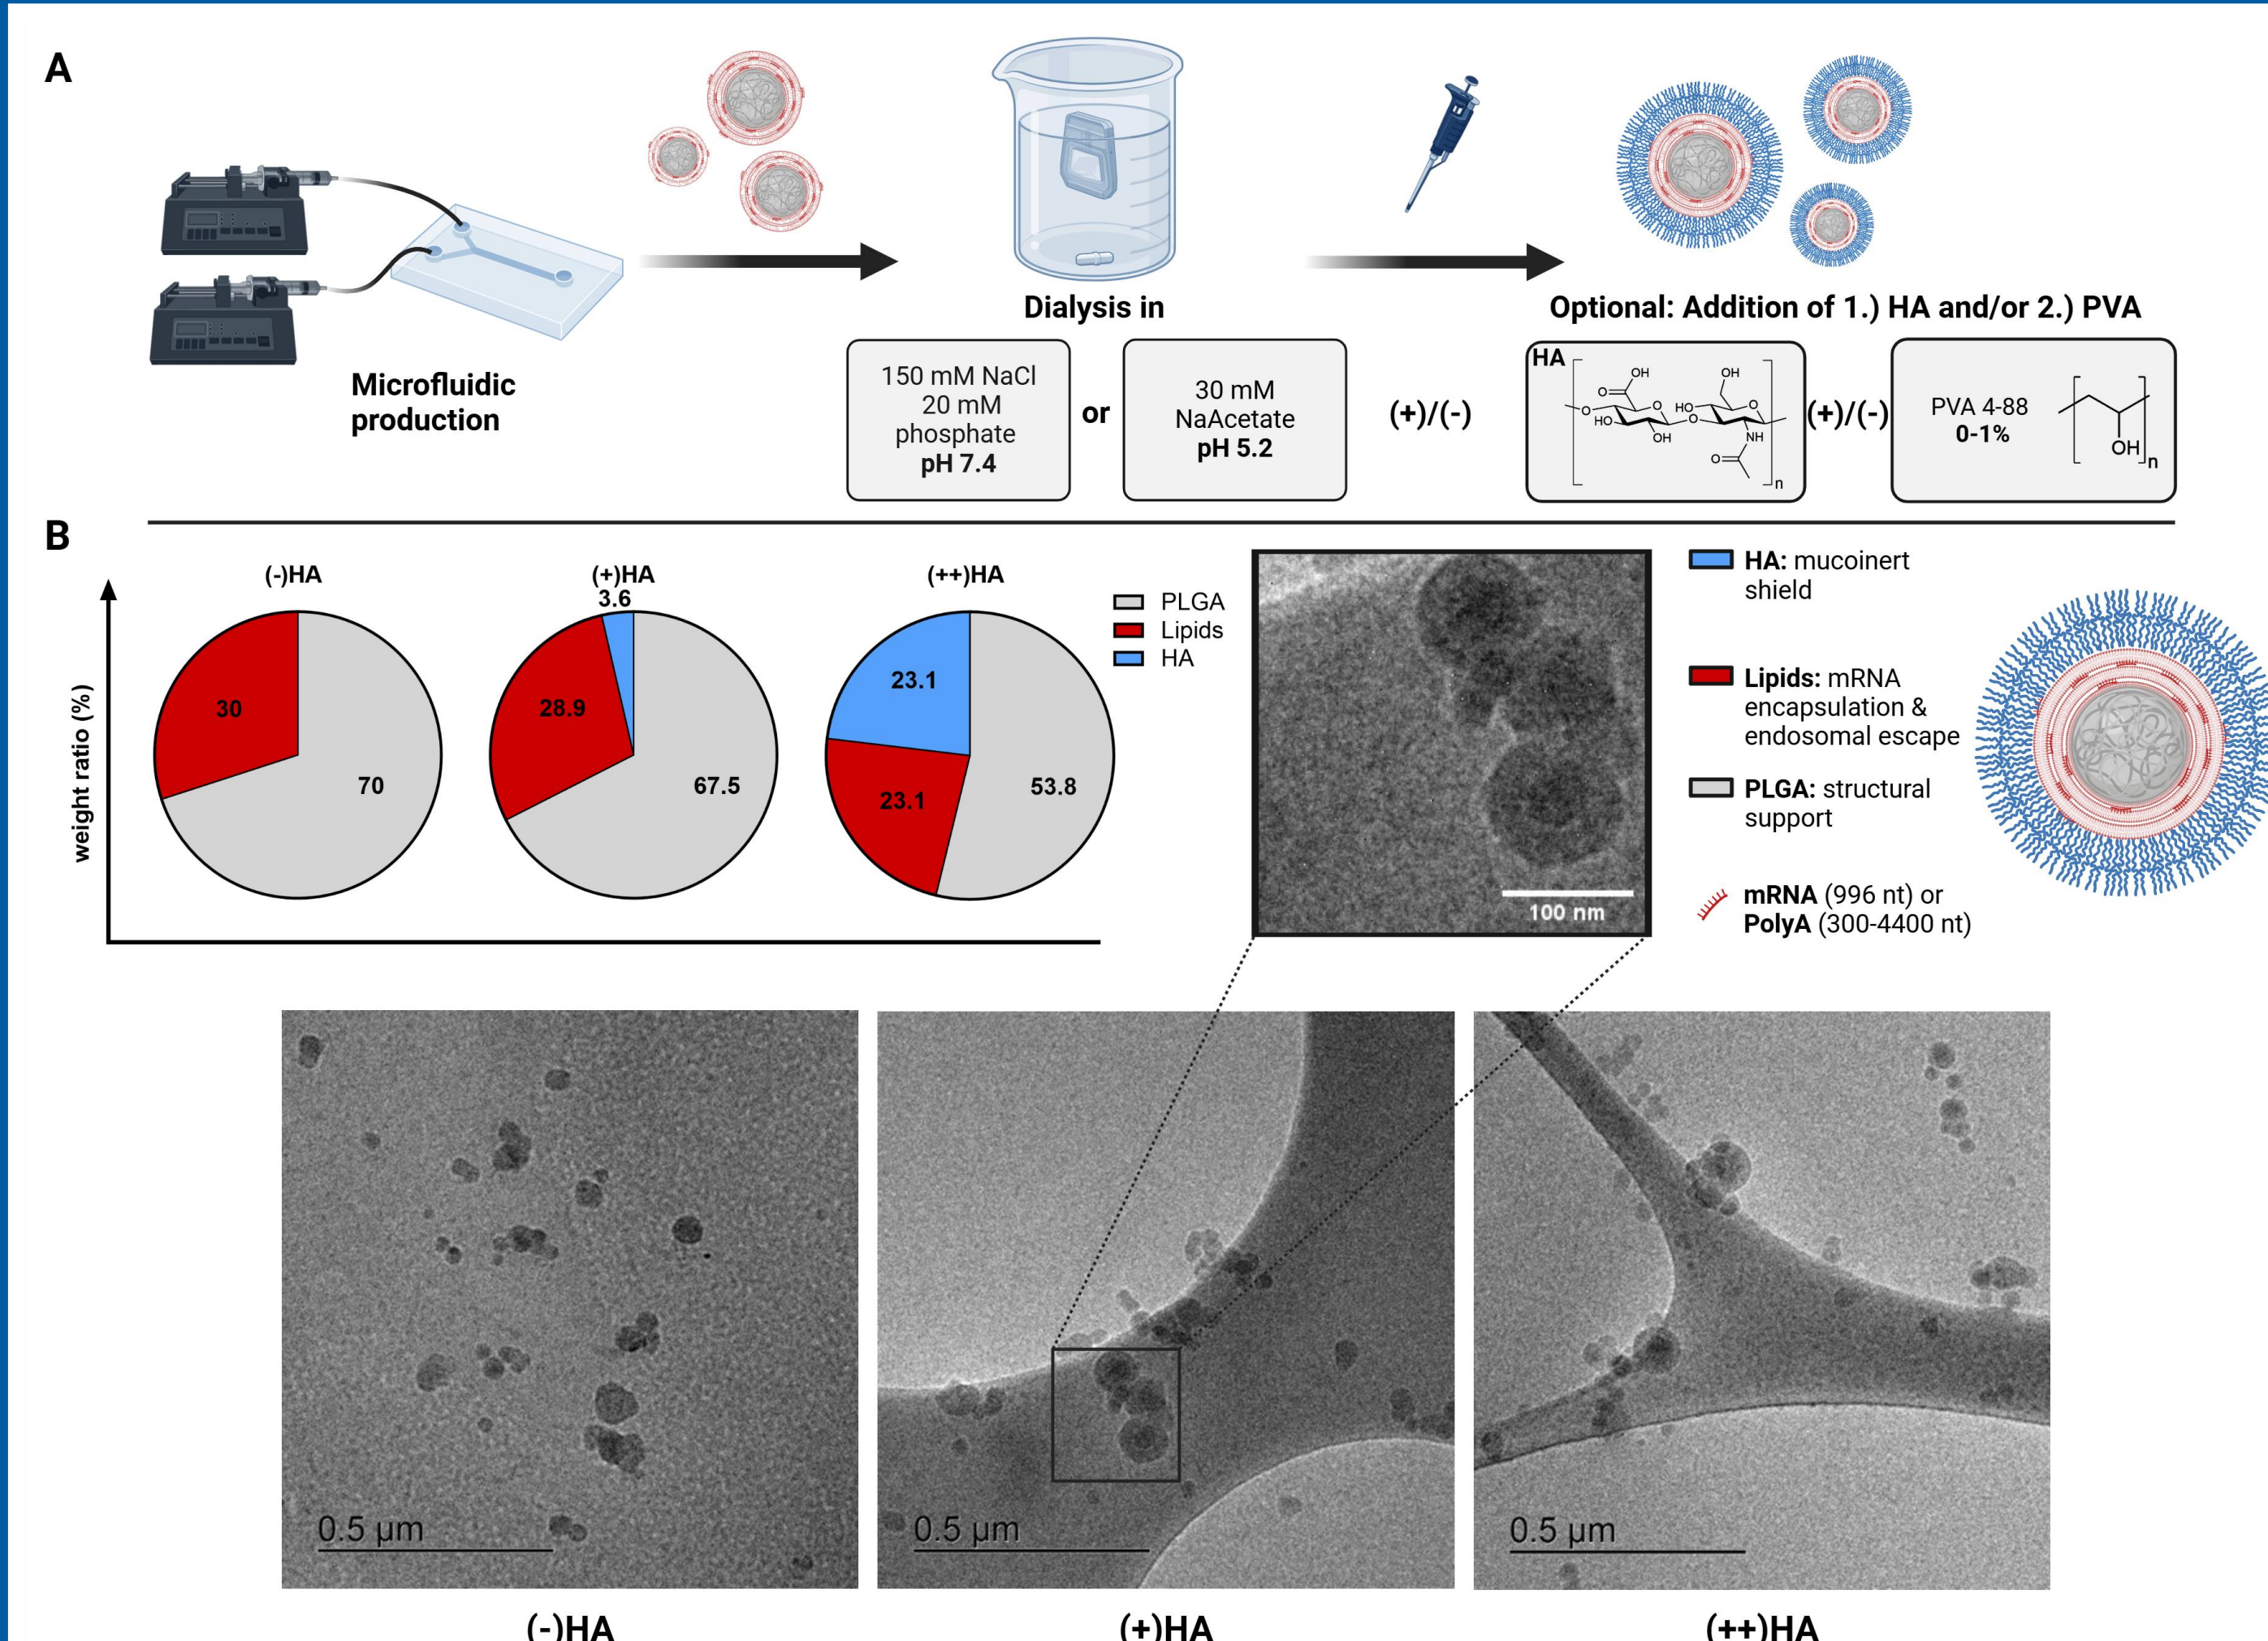 A
Microfluidic
production
Dialysis in
150 mM NaCl
20 mM
phosphate
pH 7.4
or
30 mM
NaAcetate
pH 5.2
(+)/(-)
Optional: Addition of 1.) HA and/or 2.) PVA
HA
OH
O
OH
O
O
HO
O
HO
OH
O
NH
O
n
(+)/(-)
PVA 4-88
0-1%
OH
n
B
weight ratio (%)
(-)HA
30
70
(+)HA
3.6
28.9
67.5
(++)HA
23.1
23.1
53.8
PLGA
Lipids
HA
100 nm
HA: mucoinert
shield
Lipids: mRNA
encapsulation &
endosomal escape
PLGA: structural
support
mRNA (996 nt) or
PolyA (300-4400 nt)
0.5 µm
0.5 µm
0.5 µm
(-)HA
(+)HA
(++)HA